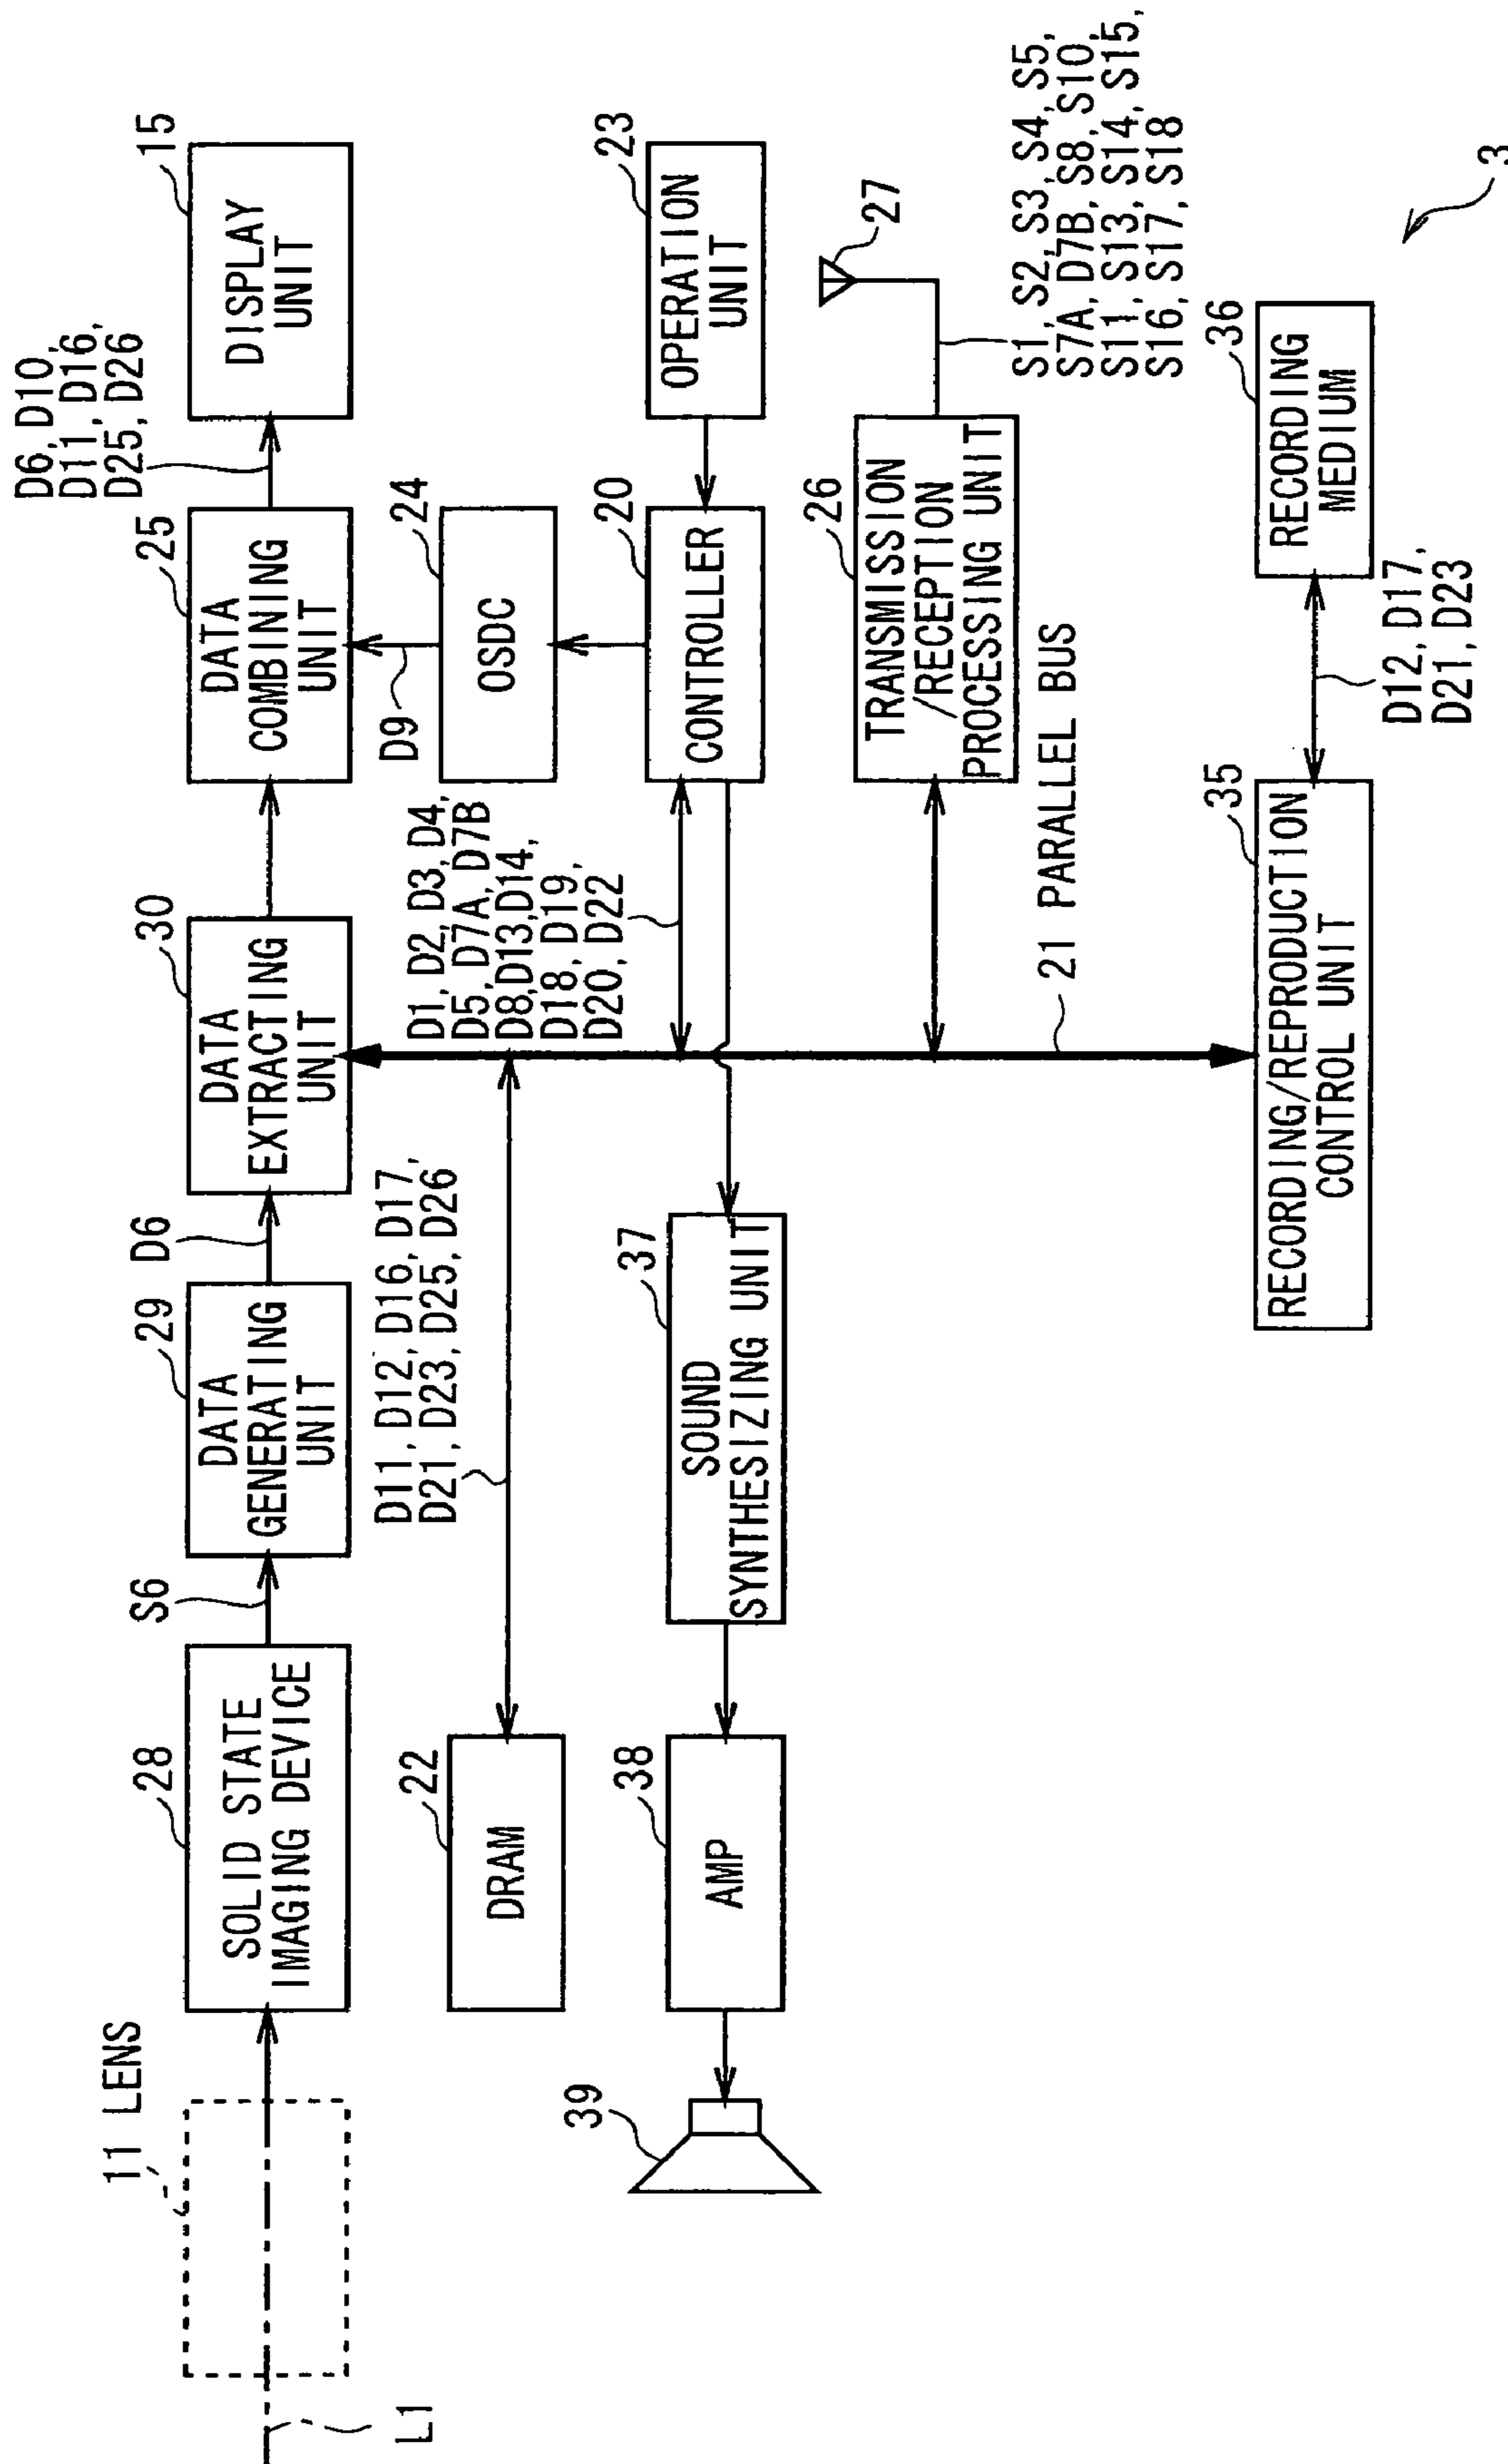 11 LENS
L1
28
SOLID STATE
IMAGING DEVICE
S6
29
DATA
GENERATING
UNIT
D6
30
DATA
EXTRACTING
UNIT
25
DATA
COMBINING
UNIT
D6, D10,
D11, D16,
D25, D26
15
DISPLAY
UNIT
22
DRAM
D11, D12, D16, D17,
D21, D23, D25, D26
D1, D2, D3, D4,
D5, D7A, D7B
D8, D13, D14,
D18, D19,
D20, D22
D9
24
OSDC
39
38
AMP
37
SOUND
SYNTHESIZING UNIT
20
CONTROLLER
23
OPERATION
UNIT
26
TRANSMISSION
/RECEPTION
PROCESSING UNIT
27
S1, S2, S3, S4, S5,
S7A, D7B, S8, S10,
S11, S13, S14, S15,
S16, S17, S18
21 PARALLEL BUS
35
RECORDING/REPRODUCTION
CONTROL UNIT
36
RECORDING
MEDIUM
D12, D17,
D21, D23
3